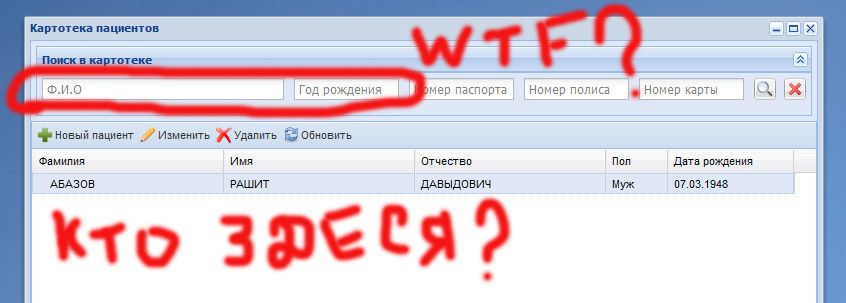 Картотека пациентов
WTF?
Поиск в картотеке
Ф.И.О Год рождения Номер паспорта Номер полиса Номер карты
Новый пациент Изменить Удалить Обновить
Фамилия Имя Отчество Пол Дата рождения
АБАЗОВ РАШИТ ДАВЫДОВИЧ Муж 07.03.1948
КТО ЗДЕСЯ?